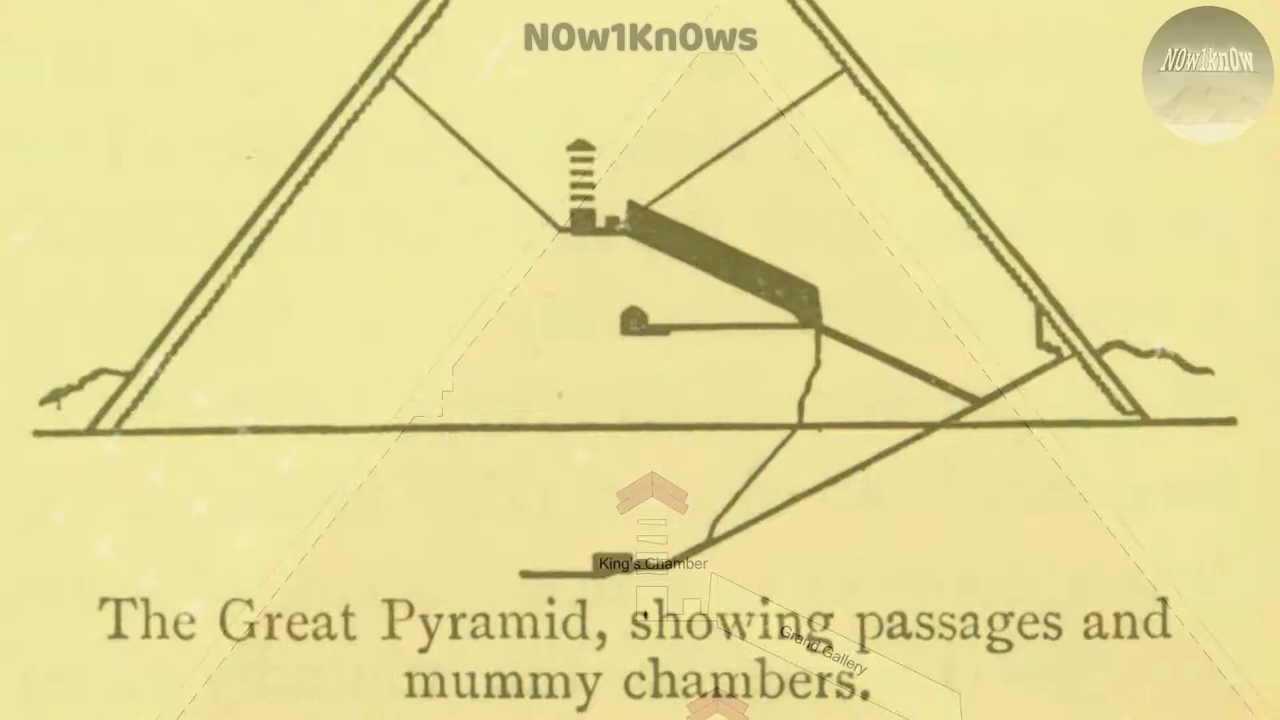 N0w1Kn0ws
N0w1kn0w
King's Chamber
The Great Pyramid, showing passages and
Grand Gallery
mummy chambers.